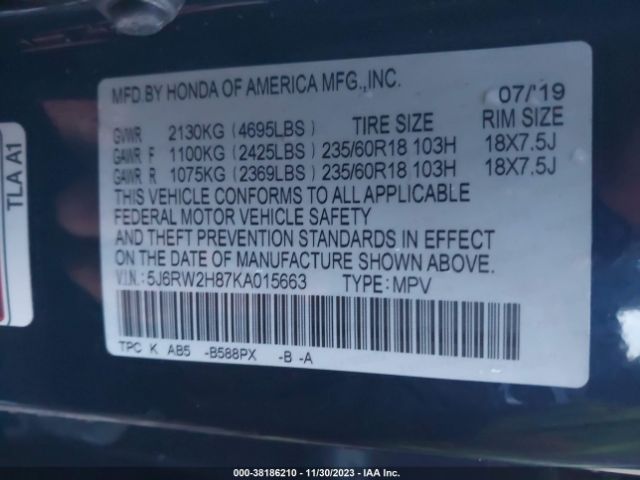 MFD.BY HONDA OF AMERICA MFG.,INC. 07/'19
GVWR 2130KG (4695LBS) TIRE SIZE RIM SIZE
GAWR F 1100KG (2425LBS) 235/60R18 103H 18X7.5J
GAWR R 1075KG (2369LBS) 235/60R18 103H 18X7.5J
THIS VEHICLE CONFORMS TO ALL APPLICABLE
FEDERAL MOTOR VEHICLE SAFETY
AND THEFT PREVENTION STANDARDS IN EFFECT
ON THE DATE OF MANUFACTURE SHOWN ABOVE.
V.I.N.:5J6RW2H87KA015663 TYPE:MPV
TPC K AB5 -B588PX -B -A
TLA A1
000-38186210 - 11/30/2023 - IAA Inc.